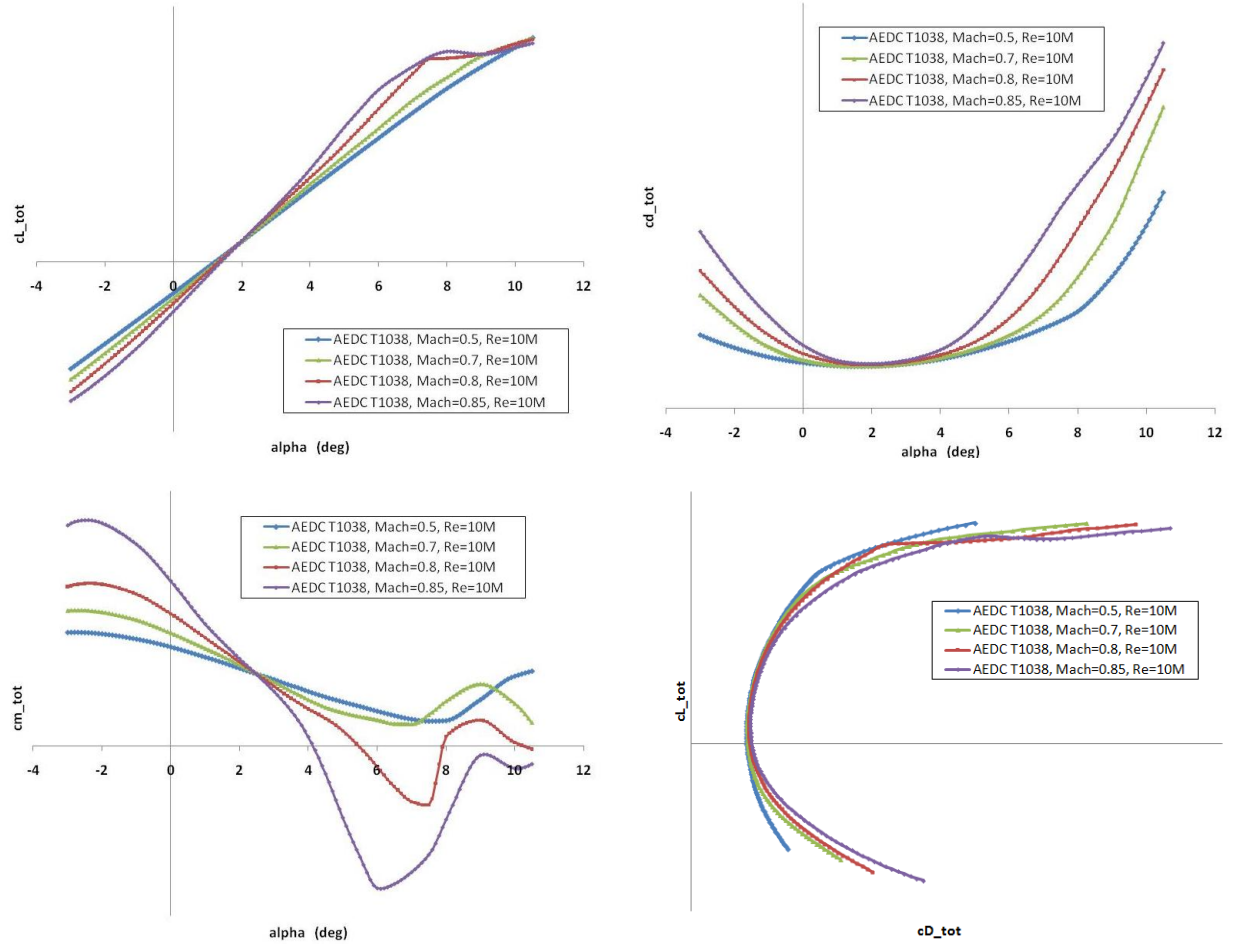 cL_tot
-4 -2 0 2 4 6 8 10 12
AEDC T1038, Mach=0.5, Re=10M
AEDC T1038, Mach=0.7, Re=10M
AEDC T1038, Mach=0.8, Re=10M
AEDC T1038, Mach=0.85, Re=10M
alpha (deg)
AEDC T1038, Mach=0.5, Re=10M
AEDC T1038, Mach=0.7, Re=10M
AEDC T1038, Mach=0.8, Re=10M
AEDC T1038, Mach=0.85, Re=10M
cd_tot
-4 -2 0 2 4 6 8 10 12
alpha (deg)
AEDC T1038, Mach=0.5, Re=10M
AEDC T1038, Mach=0.7, Re=10M
AEDC T1038, Mach=0.8, Re=10M
AEDC T1038, Mach=0.85, Re=10M
cm_tot
-4 -2 0 2 4 6 8 10 12
alpha (deg)
AEDC T1038, Mach=0.5, Re=10M
AEDC T1038, Mach=0.7, Re=10M
AEDC T1038, Mach=0.8, Re=10M
AEDC T1038, Mach=0.85, Re=10M
cL_tot
cD_tot